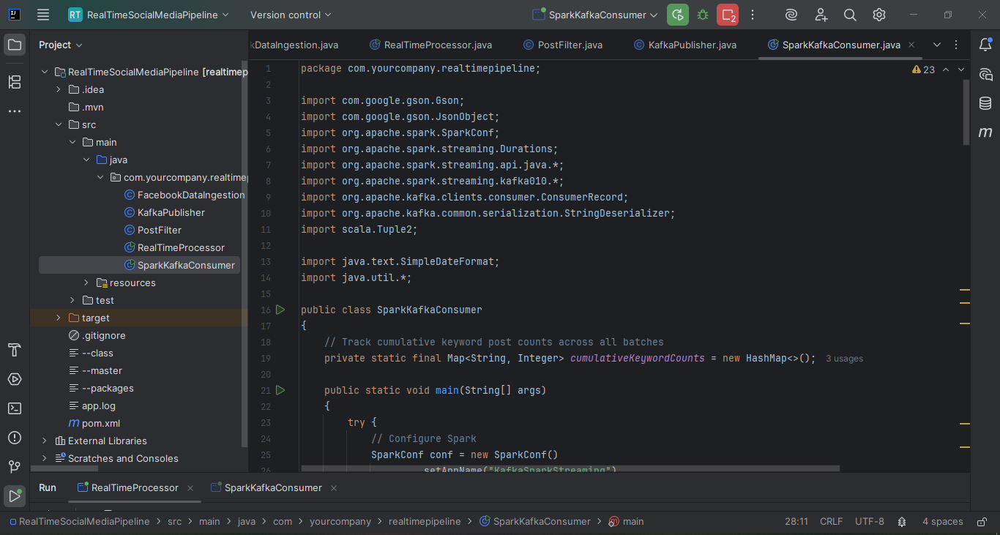 RT RealTimeSocialMediaPipeline Version control SparkKafkaConsumer 2
Project
RealTimeSocialMediaPipeline [realtimep
.idea
.mvn
src
main
java
com.yourcompany.realtimepi
FacebookDataIngestion
KafkaPublisher
PostFilter
RealTimeProcessor
SparkKafkaConsumer
resources
test
target
.gitignore
--class
--master
--packages
app.log
m pom.xml
External Libraries
Scratches and Consoles
kDataIngestion.java RealTimeProcessor.java PostFilter.java KafkaPublisher.java SparkKafkaConsumer.java
23
1 package com.yourcompany.realtimepipeline;
2
3 import com.google.gson.Gson;
4 import com.google.gson.JsonObject;
5 import org.apache.spark.SparkConf;
6 import org.apache.spark.streaming.Durations;
7 import org.apache.spark.streaming.api.java.*;
8 import org.apache.spark.streaming.kafka010.*;
9 import org.apache.kafka.clients.consumer.ConsumerRecord;
10 import org.apache.kafka.common.serialization.StringDeserializer;
11 import scala.Tuple2;
12
13 import java.text.SimpleDateFormat;
14 import java.util.*;
15
16 public class SparkKafkaConsumer
17 {
18 // Track cumulative keyword post counts across all batches
19 private static final Map<String, Integer> cumulativeKeywordCounts = new HashMap<>(); 3 usages
20
21 public static void main(String[] args)
22 {
23 try {
24 // Configure Spark
25 SparkConf conf = new SparkConf()
26 .setAppName("KafkaSparkStreaming")
m
Run RealTimeProcessor SparkKafkaConsumer
RealTimeSocialMediaPipeline > src > main > java > com > yourcompany > realtimepipeline > SparkKafkaConsumer > m main 28:11 CRLF UTF-8 4 spaces